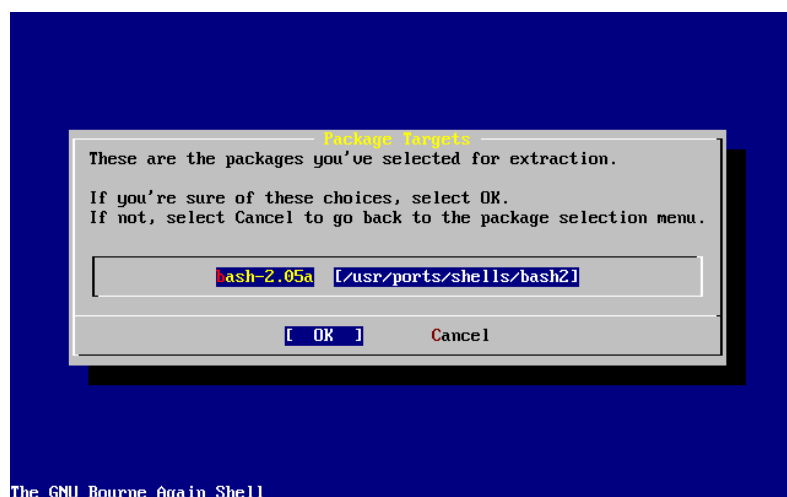 Package Targets
These are the packages you've selected for extraction.
If you're sure of these choices, select OK.
If not, select Cancel to go back to the package selection menu.
bash-2.05a [/usr/ports/shells/bash2]
[ OK ] Cancel
The GNU Bourne Again Shell